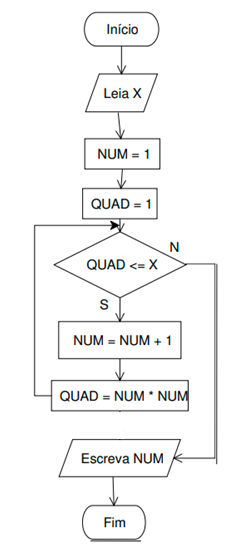 Início
Leia X
NUM = 1
QUAD = 1
QUAD <= X
N
S
NUM = NUM + 1
QUAD = NUM * NUM
Escreva NUM
Fim